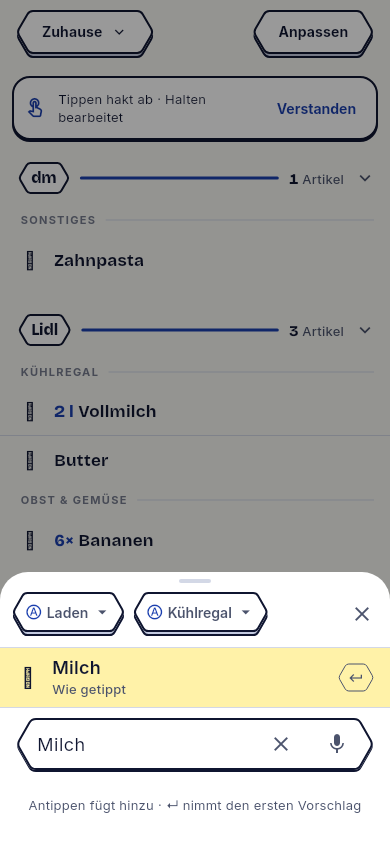 Zuhause
Anpassen
Tippen hakt ab · Halten
bearbeitet
Verstanden
dm
1 Artikel
SONSTIGES
Zahnpasta
Lidl
3 Artikel
KÜHLREGAL
2 l Vollmilch
Butter
OBST & GEMÜSE
6× Bananen
A Laden
A Kühlregal
Milch
Wie getippt
Milch
Antippen fügt hinzu · ↵ nimmt den ersten Vorschlag